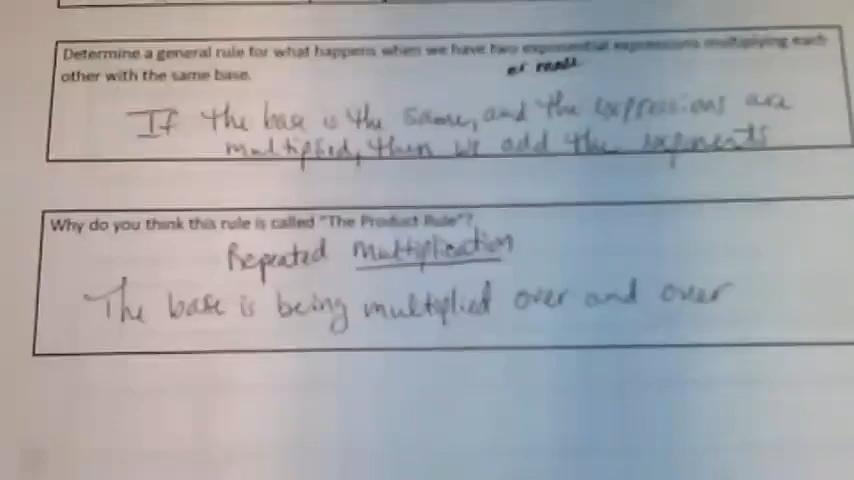 Determine a general rule for what happens when we have two exponential expressions multiplying each
other with the same base.
or more
If the base is the same, and the expressions are
multiplied, then we add the exponents
Why do you think this rule is called "The Product Rule"?
Repeated multiplication
The base is being multiplied over and over